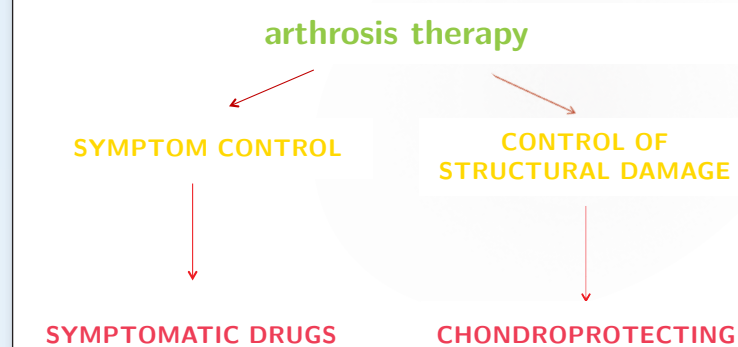 arthrosis therapy
SYMPTOM CONTROL
CONTROL OF
STRUCTURAL DAMAGE
SYMPTOMATIC DRUGS
CHONDROPROTECTING